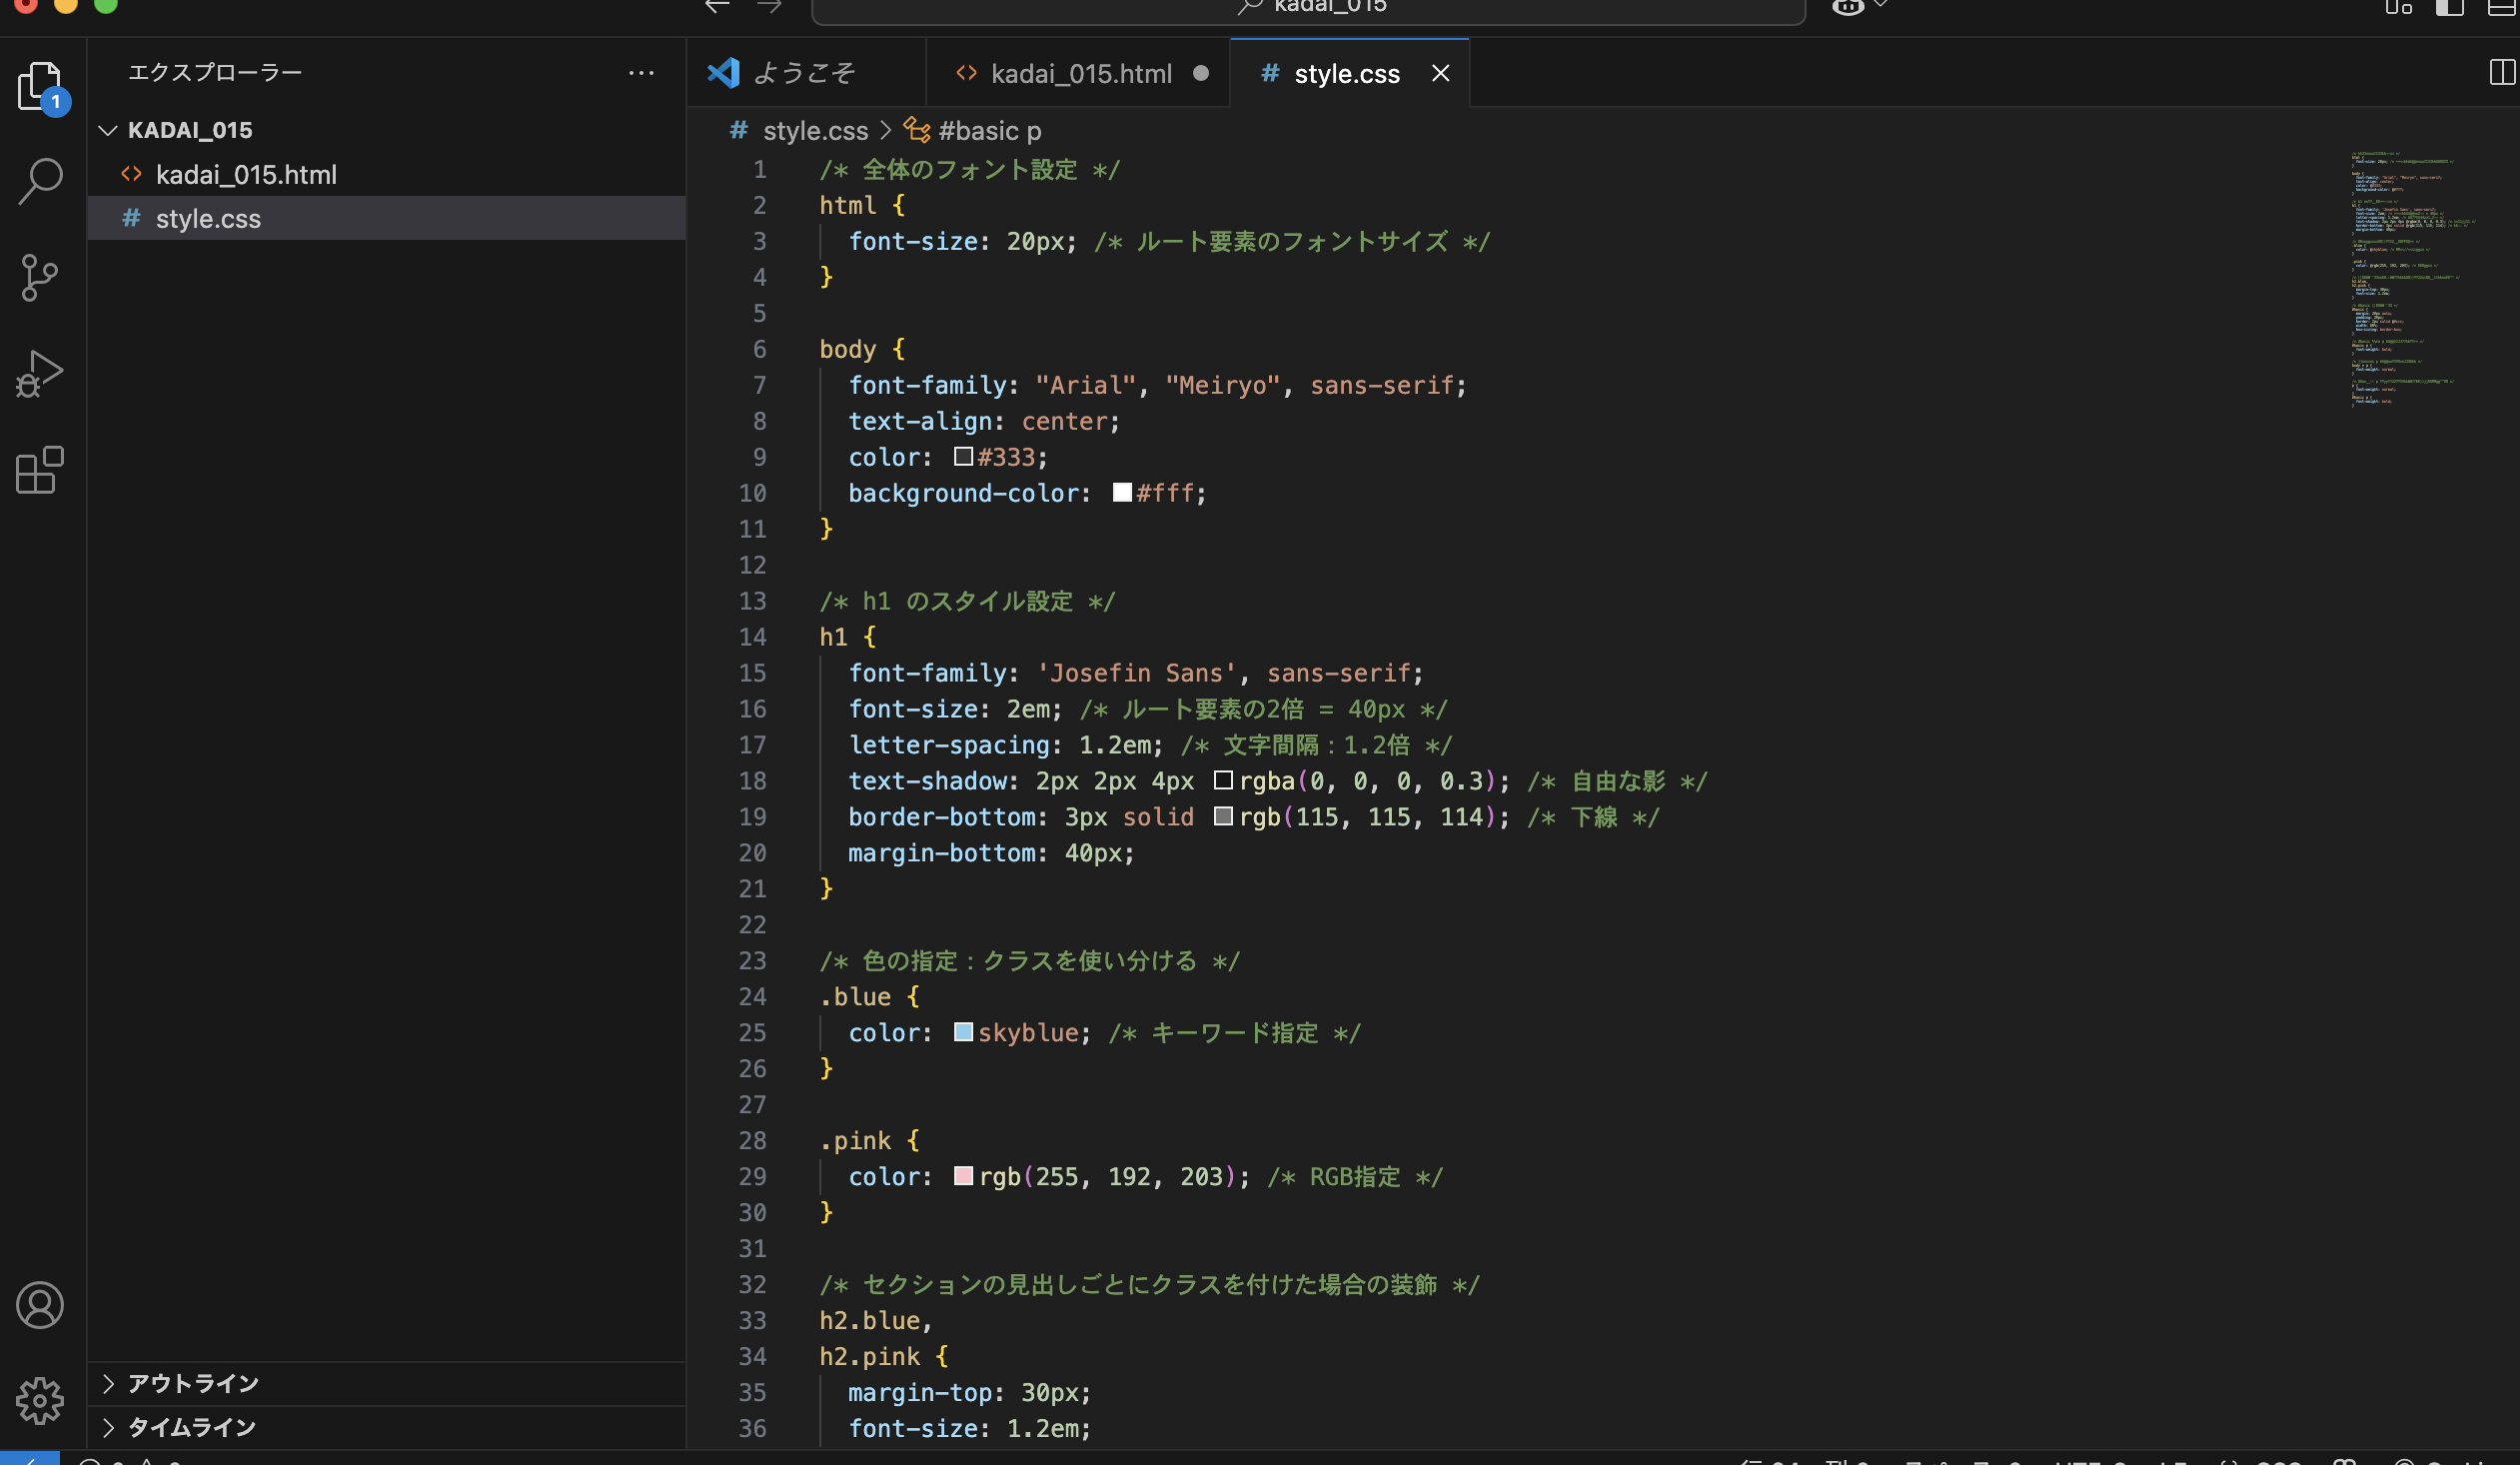 kadai_015
エクスプローラー
ようこそ
kadai_015.html
style.css
1
KADAI_015
kadai_015.html
style.css
アウトライン
タイムライン
style.css > #basic p
1 /* 全体のフォント設定 */
2 html {
3 font-size: 20px; /* ルート要素のフォントサイズ */
4 }
5
6 body {
7 font-family: "Arial", "Meiryo", sans-serif;
8 text-align: center;
9 color: #333;
10 background-color: #fff;
11 }
12
13 /* h1 のスタイル設定 */
14 h1 {
15 font-family: 'Josefin Sans', sans-serif;
16 font-size: 2em; /* ルート要素の2倍 = 40px */
17 letter-spacing: 1.2em; /* 文字間隔：1.2倍 */
18 text-shadow: 2px 2px 4px rgba(0, 0, 0, 0.3); /* 自由な影 */
19 border-bottom: 3px solid rgb(115, 115, 114); /* 下線 */
20 margin-bottom: 40px;
21 }
22
23 /* 色の指定：クラスを使い分ける */
24 .blue {
25 color: skyblue; /* キーワード指定 */
26 }
27
28 .pink {
29 color: rgb(255, 192, 203); /* RGB指定 */
30 }
31
32 /* セクションの見出しごとにクラスを付けた場合の装飾 */
33 h2.blue,
34 h2.pink {
35 margin-top: 30px;
36 font-size: 1.2em;